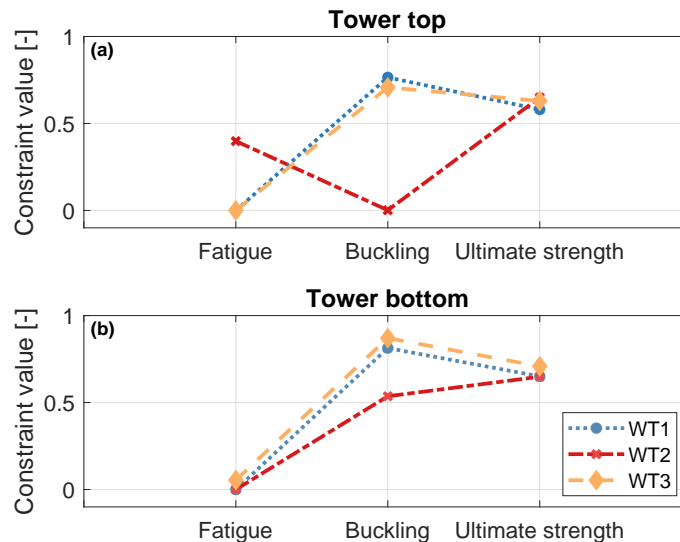 Tower top
(a)
1
0.5
0
Constraint value [-]
Fatigue Buckling Ultimate strength
Tower bottom
(b)
1
0.5
0
Constraint value [-]
WT1
WT2
WT3
Fatigue Buckling Ultimate strength